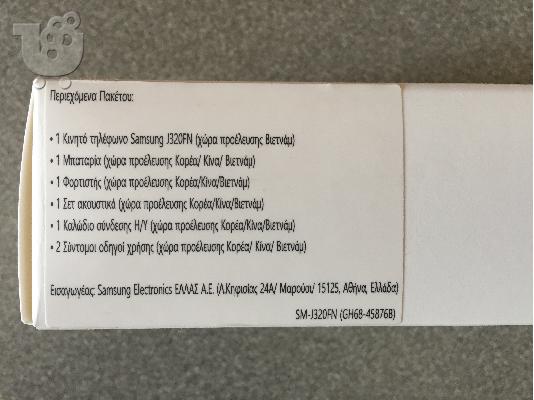 Περιεχόμενα Πακέτου:
• 1 Κινητό τηλέφωνο Samsung J320FN (χώρα προέλευσης Βιετνάμ)
• 1 Μπαταρία (χώρα προέλευσης Κορέα/ Κίνα/ Βιετνάμ)
• 1 Φορτιστής (χώρα προέλευσης Κορέα/Κίνα/Βιετνάμ)
• 1 Σετ ακουστικά (χώρα προέλευσης Κορέα/Κίνα/Βιετνάμ)
• 1 Καλώδιο σύνδεσης Η/Υ (χώρα προέλευσης Κορέα/Κίνα/Βιετνάμ)
• 2 Σύντομοι οδηγοί χρήσης (χώρα προέλευσης Κορέα/ Κίνα/ Βιετνάμ)
Εισαγωγέας: Samsung Electronics ΕΛΛΑΣ Α.Ε. (Λ.Κηφισίας 24Α/ Μαρούσι/ 15125, Αθήνα, Ελλάδα)
SM-J320FN (GH68-45876B)